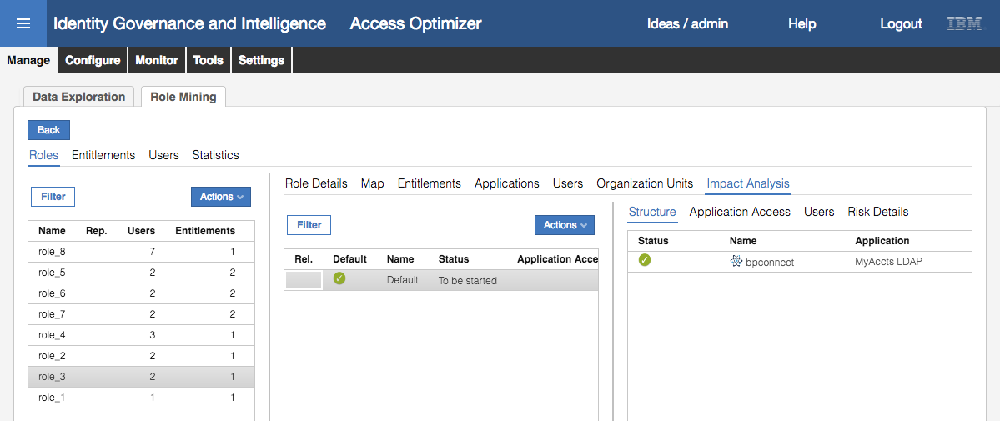 Identity Governance and Intelligence Access Optimizer Ideas / admin Help Logout IBM
Manage Configure Monitor Tools Settings
Data Exploration Role Mining
Back
Roles Entitlements Users Statistics
Filter Actions
Name Rep. Users Entitlements
role_8 7 1
role_5 2 2
role_6 2 2
role_7 2 2
role_4 3 1
role_2 2 1
role_3 2 1
role_1 1 1
Role Details Map Entitlements Applications Users Organization Units Impact Analysis
Filter Actions
Rel. Default Name Status Application Acce
Default To be started
Structure Application Access Users Risk Details
Status Name Application
bpconnect MyAccts LDAP